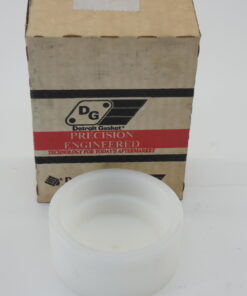 DG
Detroit Gasket®
PRECISION
ENGINEERED
TECHNOLOGY FOR TODAY'S AFTERMARKET